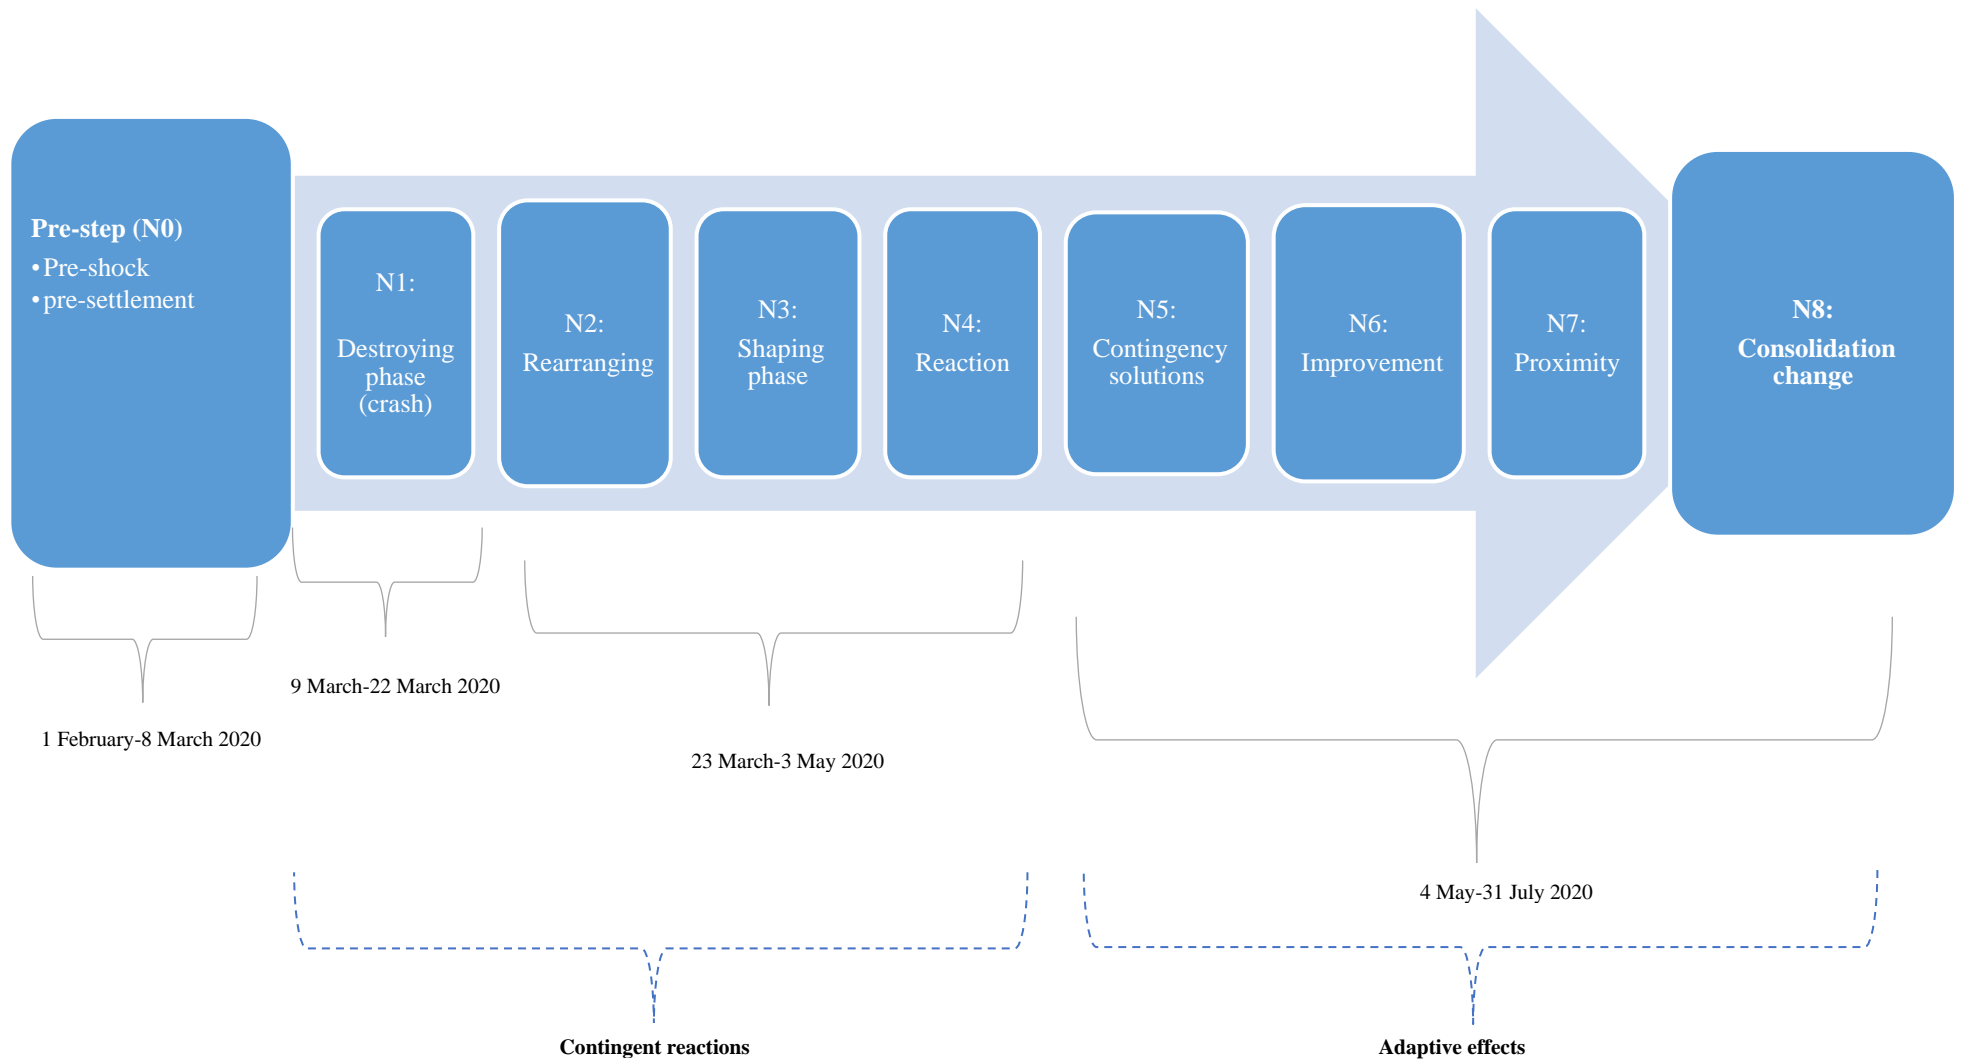 Pre-step (N0)
•Pre-shock
•pre-settlement
N1:
Destroying
phase
(crash)
N2:
Rearranging
N3:
Shaping
phase
N4:
Reaction
N5:
Contingency
solutions
N6:
Improvement
N7:
Proximity
N8:
Consolidation
change
9 March-22 March 2020
1 February-8 March 2020
23 March-3 May 2020
4 May-31 July 2020
Contingent reactions
Adaptive effects